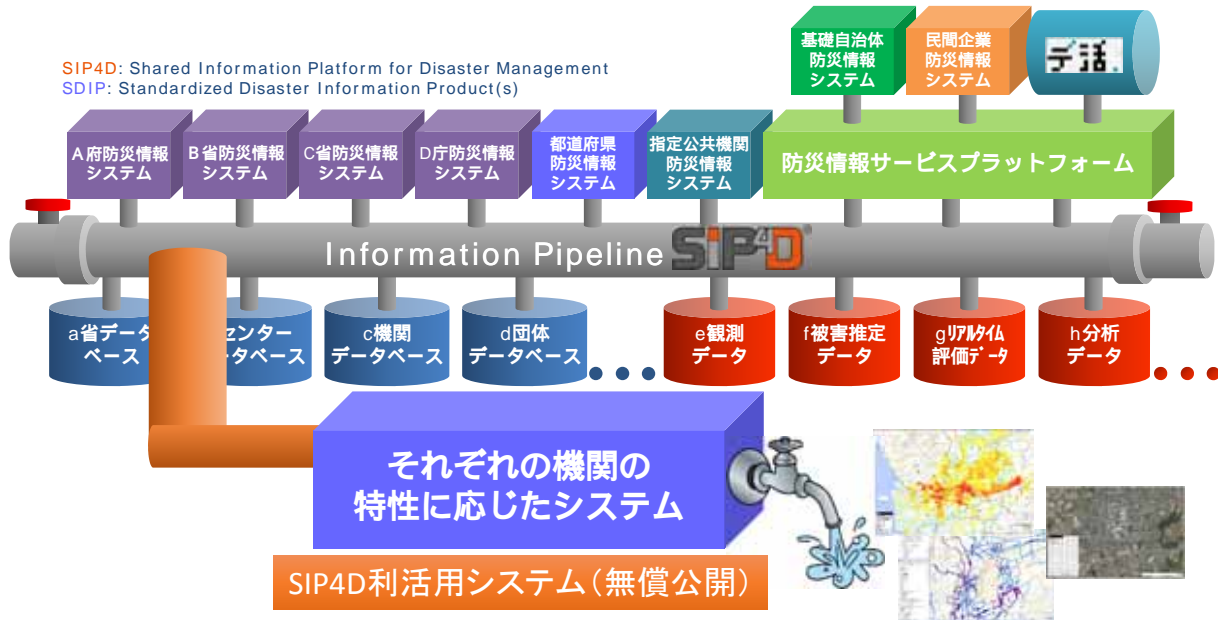 SIP4D: Shared Information Platform for Disaster Management
SDIP: Standardized Disaster Information Product(s)
基礎自治体
防災情報
システム
民間企業
防災情報
システム
デ活.
A府防災情報
システム
B省防災情報
システム
C省防災情報
システム
D庁防災情報
システム
都道府県
防災情報
システム
指定公共機関
防災情報
システム
防災情報サービスプラットフォーム
Information Pipeline SIP4D
a省データ
ベース
センター
データベース
c機関
データベース
d団体
データベース
e観測
データ
f被害推定
データ
gリアルタイム
評価データ
h分析
データ
それぞれの機関の
特性に応じたシステム
SIP4D利活用システム(無償公開)